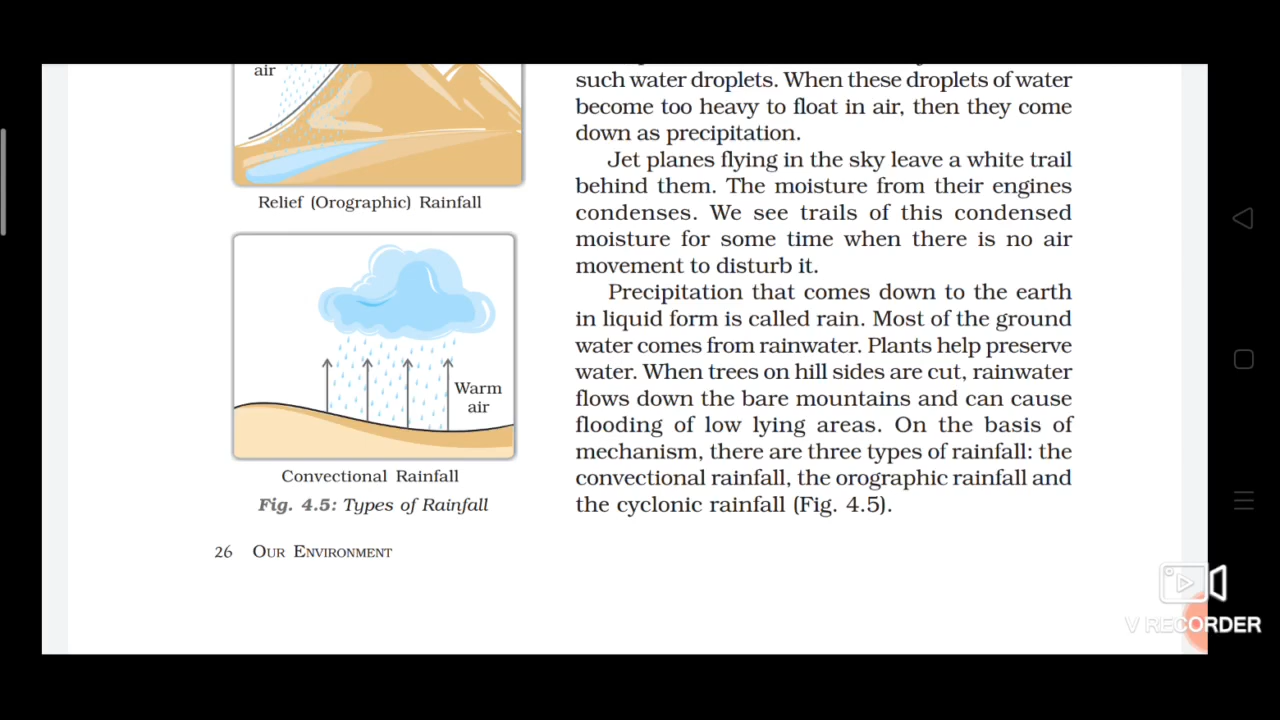 air
Relief (Orographic) Rainfall
Warm
air
Convectional Rainfall
Fig. 4.5: Types of Rainfall
26 OUR ENVIRONMENT
such water droplets. When these droplets of water
become too heavy to float in air, then they come
down as precipitation.
Jet planes flying in the sky leave a white trail
behind them. The moisture from their engines
condenses. We see trails of this condensed
moisture for some time when there is no air
movement to disturb it.
Precipitation that comes down to the earth
in liquid form is called rain. Most of the ground
water comes from rainwater. Plants help preserve
water. When trees on hill sides are cut, rainwater
flows down the bare mountains and can cause
flooding of low lying areas. On the basis of
mechanism, there are three types of rainfall: the
convectional rainfall, the orographic rainfall and
the cyclonic rainfall (Fig. 4.5).
V RECORDER